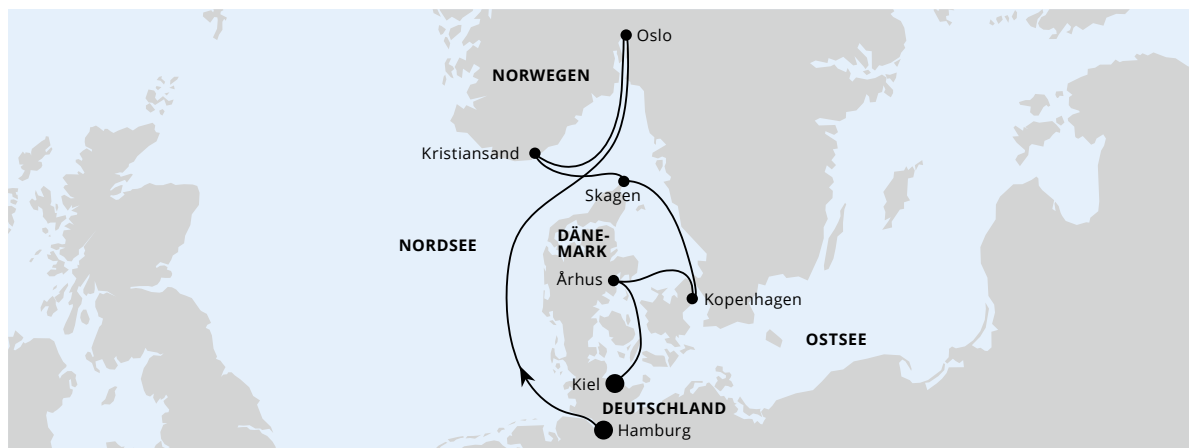 Oslo
NORWEGEN
Kristiansand
Skagen
NORDSEE
DÄNE-
MARK
Århus
Kopenhagen
OSTSEE
Kiel
DEUTSCHLAND
Hamburg